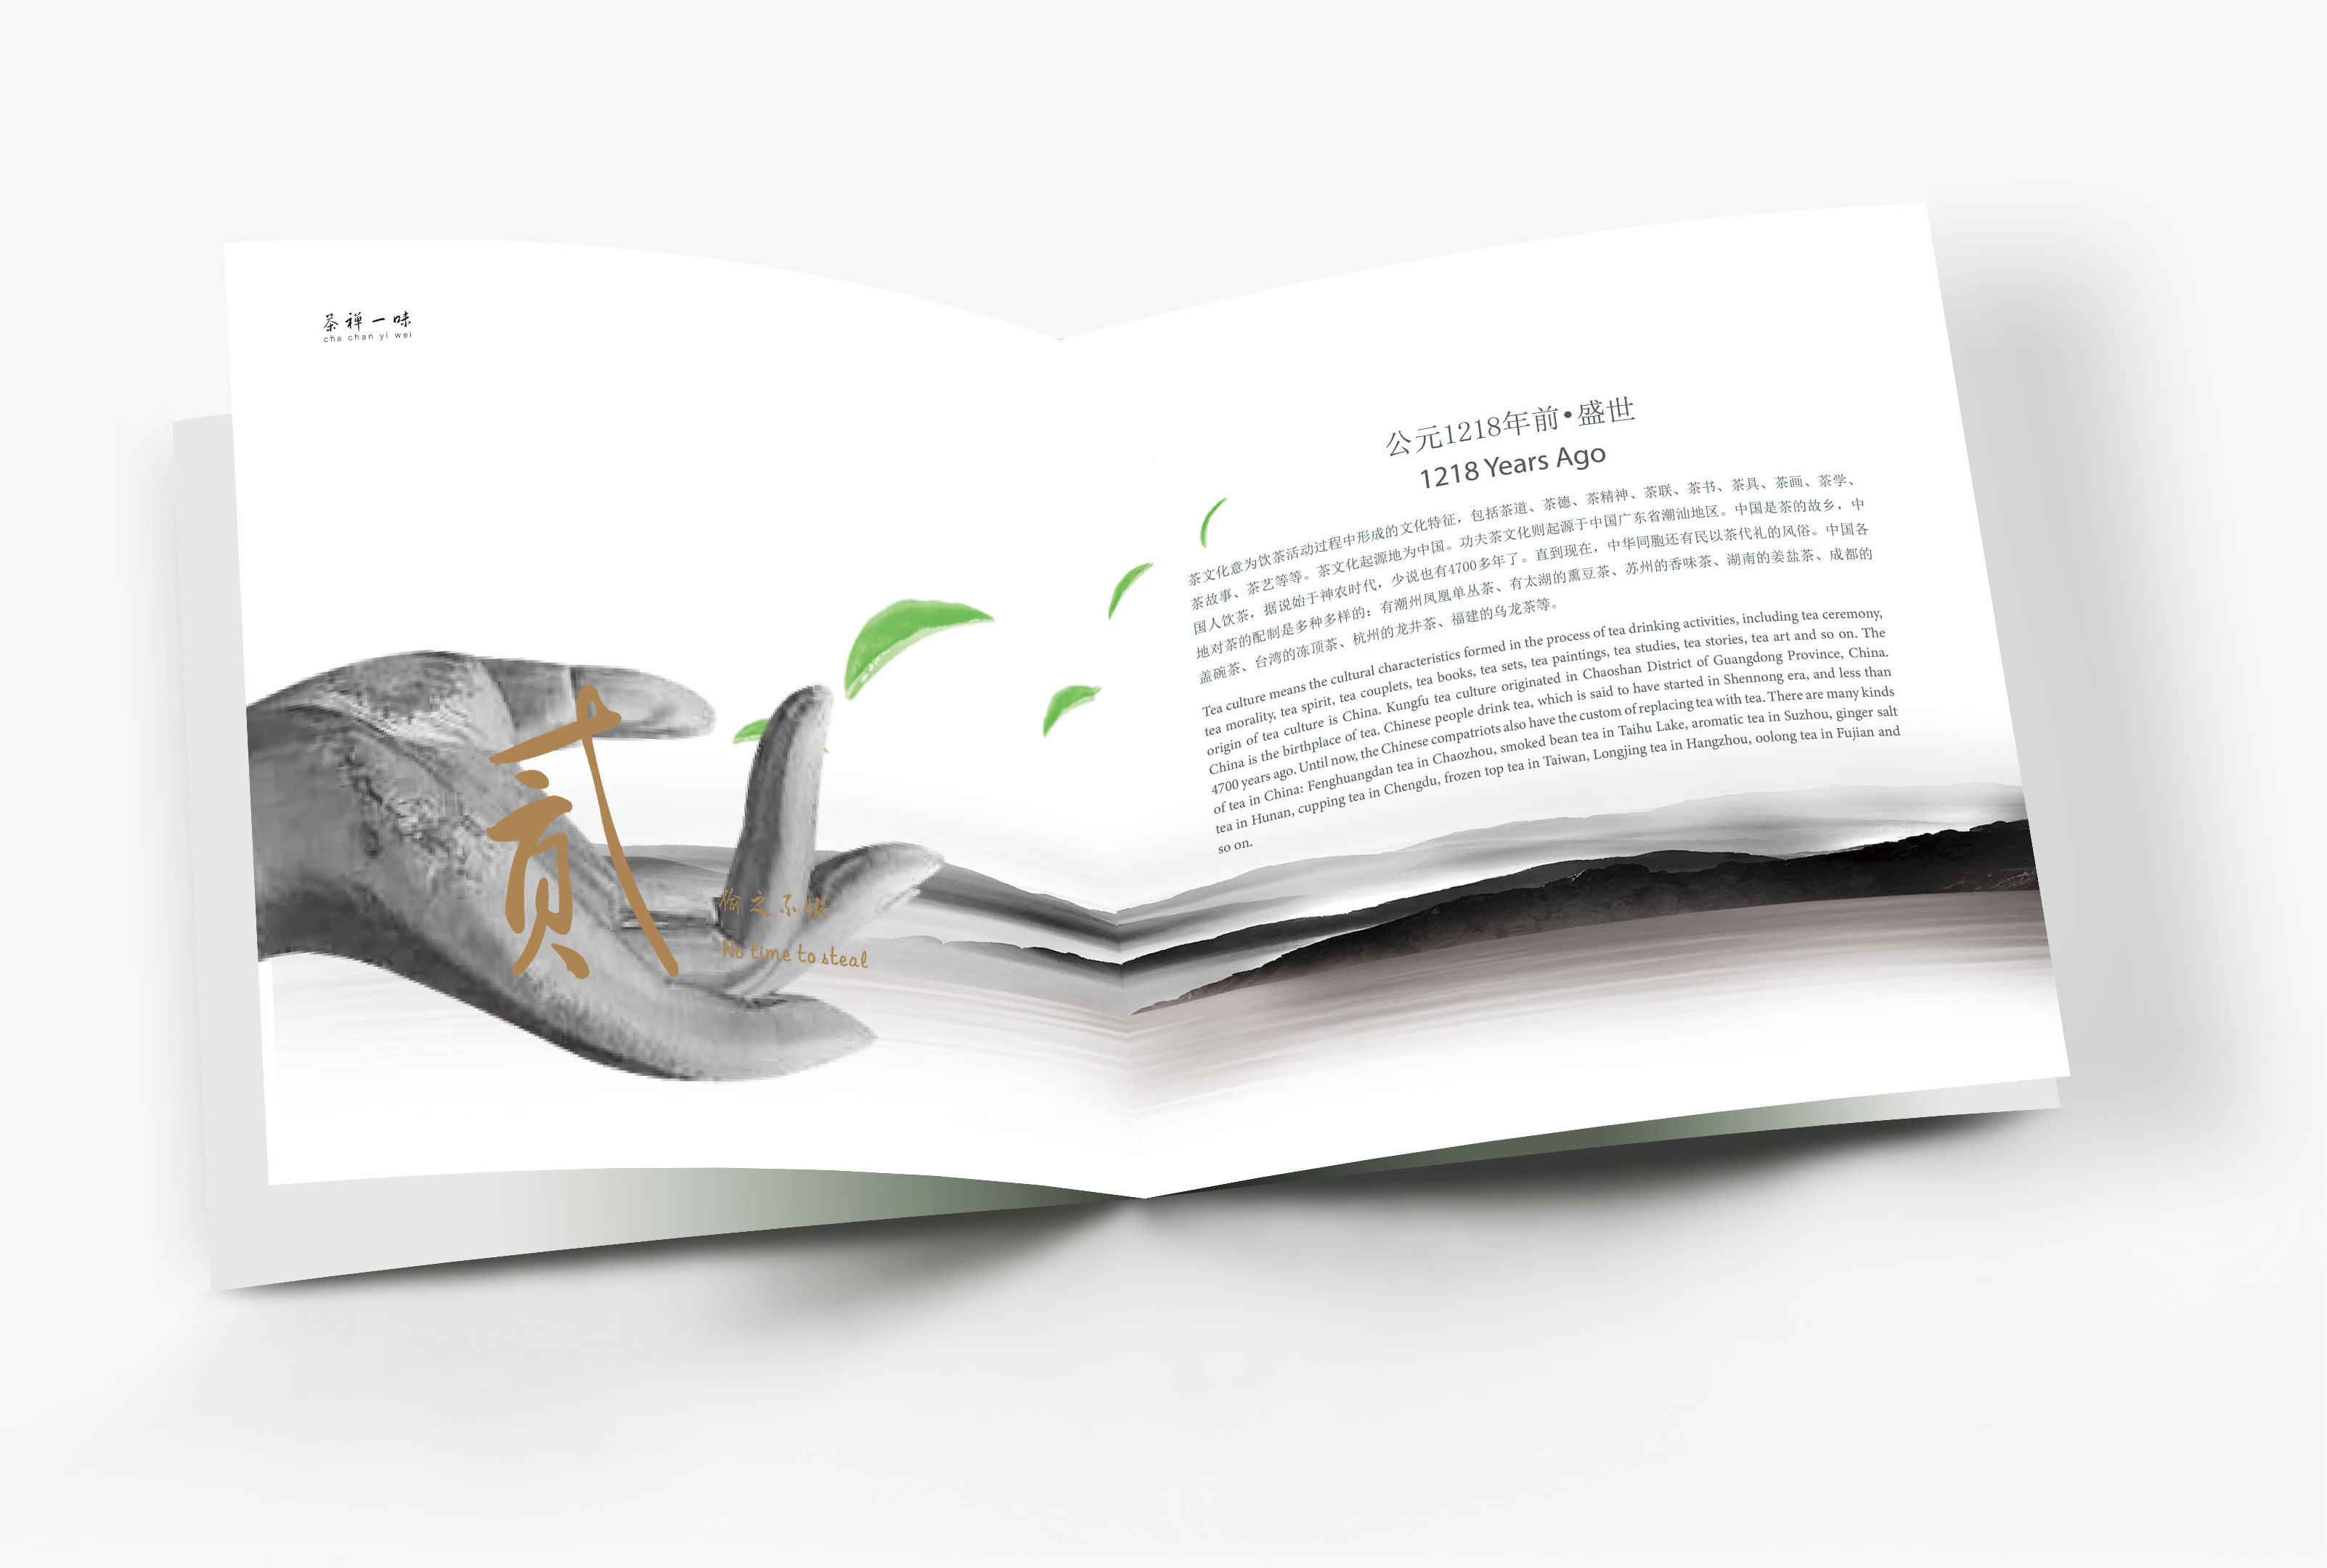 茶禅一味
cha chan yi wei
贰
偷之不暇
No time to steal
公元1218年前•盛世
1218 Years Ago
茶文化意为饮茶活动过程中形成的文化特征，包括茶道、茶德、茶精神、茶联、茶书、茶具、茶画、茶学、
茶故事、茶艺等等。茶文化起源地为中国。功夫茶文化则起源于中国广东省潮汕地区。中国是茶的故乡，中
国人饮茶，据说始于神农时代，少说也有4700多年了。直到现在，中华同胞还有民以茶代礼的风俗。中国各
地对茶的配制是多种多样的：有潮州凤凰单丛茶、有太湖的熏豆茶、苏州的香味茶、湖南的姜盐茶、成都的
盖碗茶、台湾的冻顶茶、杭州的龙井茶、福建的乌龙茶等。
Tea culture means the cultural characteristics formed in the process of tea drinking activities, including tea ceremony,
tea morality, tea spirit, tea couplets, tea books, tea sets, tea paintings, tea studies, tea stories, tea art and so on. The
origin of tea culture is China. Kungfu tea culture originated in Chaoshan District of Guangdong Province, China.
China is the birthplace of tea. Chinese people drink tea, which is said to have started in Shennong era, and less than
4700 years ago. Until now, the Chinese compatriots also have the custom of replacing tea with tea. There are many kinds
of tea in China: Fenghuangdan tea in Chaozhou, smoked bean tea in Taihu Lake, aromatic tea in Suzhou, ginger salt
tea in Hunan, cupping tea in Chengdu, frozen top tea in Taiwan, Longjing tea in Hangzhou, oolong tea in Fujian and
so on.